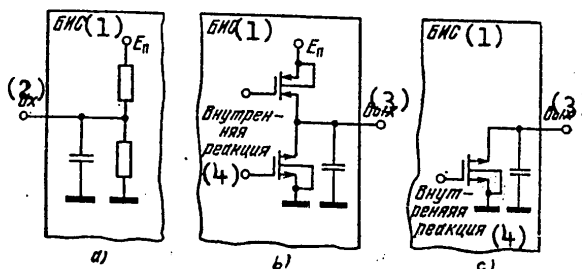 БИС(1)
Eп
(2)
Вх
а)
БИС(1)
Eп
Внутрен-
няя
реакция
(4)
(3)
Вых
b)
БИС (1)
(3
Вых
Внут-
ренняя
реакция (4)
c)